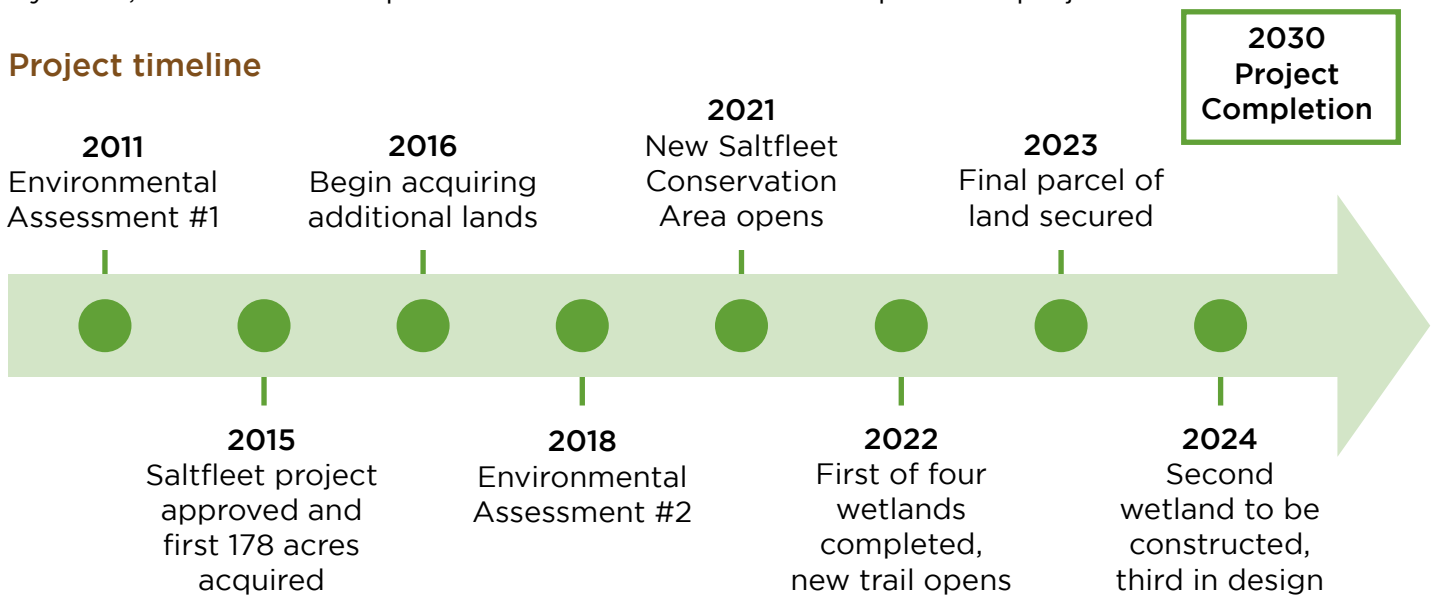 Project timeline
2011
Environmental
Assessment #1
2015
Saltfleet project
approved and
first 178 acres
acquired
2016
Begin acquiring
additional lands
2018
Environmental
Assessment #2
2021
New Saltfleet
Conservation
Area opens
2022
First of four
wetlands
completed,
new trail opens
2023
Final parcel of
land secured
2024
Second
wetland to be
constructed,
third in design
2030
Project
Completion